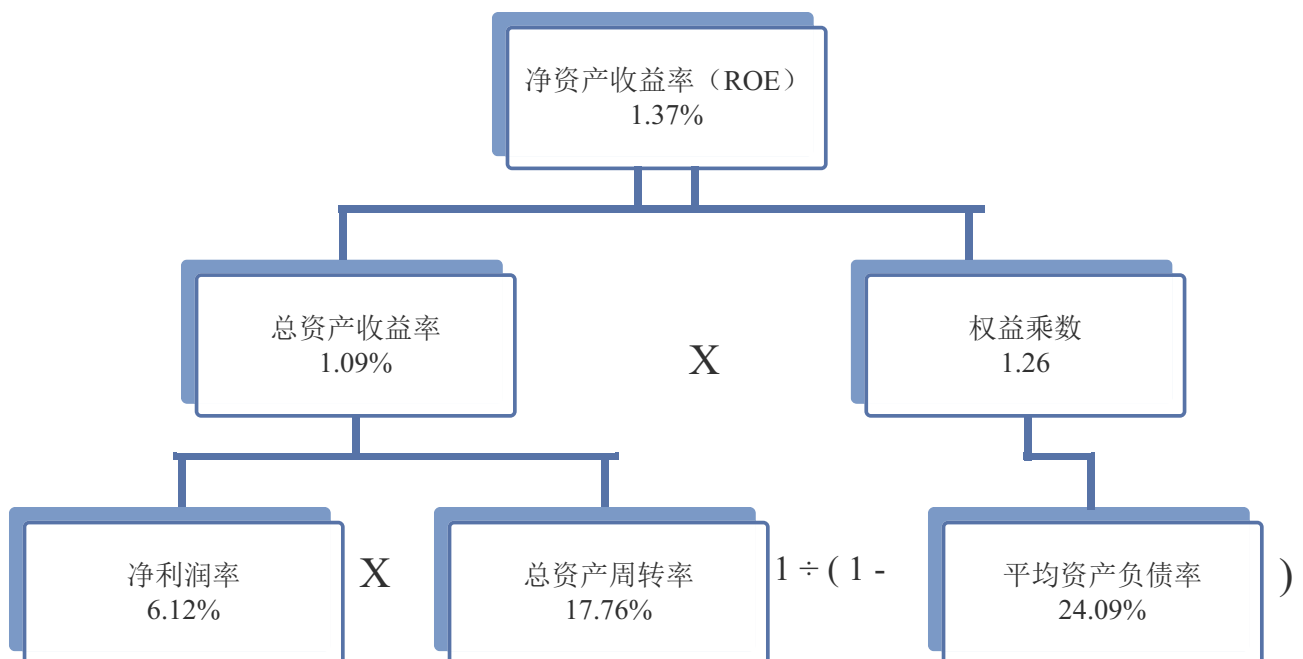 净资产收益率（ROE）
1.37%
总资产收益率
1.09%
X
权益乘数
1.26
净利润率
6.12%
X
总资产周转率
17.76%
1 ÷ ( 1 -
平均资产负债率
24.09%
)